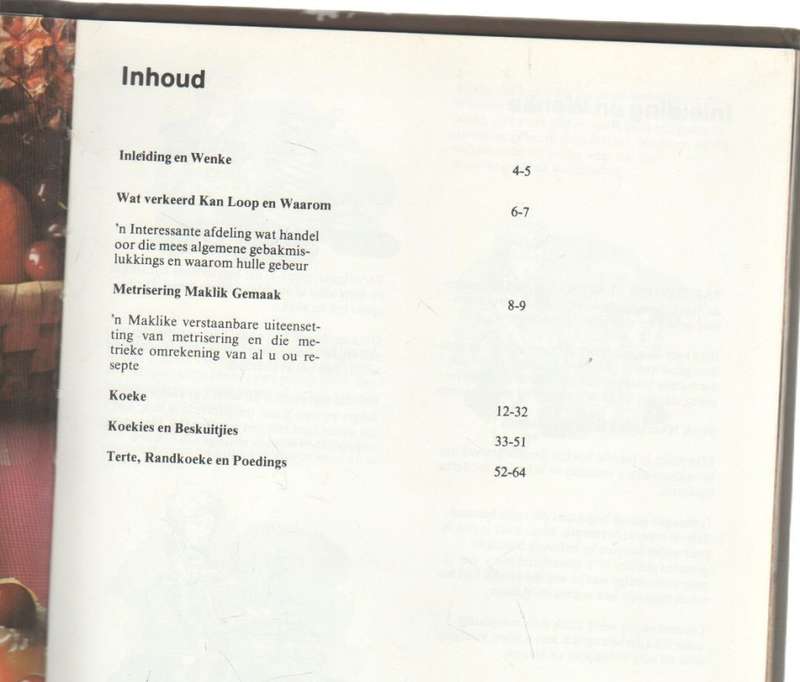 Inhoud
Inleiding en Wenke
4-5
Wat verkeerd Kan Loop en Waarom
6-7
'n Interessante afdeling wat handel
oor die mees algemene gebakmis-
lukkings en waarom hulle gebeur
Metrisering Maklik Gemaak
8-9
'n Maklike verstaanbare uiteenset-
ting van metrisering en die me-
trieke omrekening van al u ou re-
septe
Koeke
12-32
Koekies en Beskuitjies
33-51
Terte, Randkoeke en Poedings
52-64